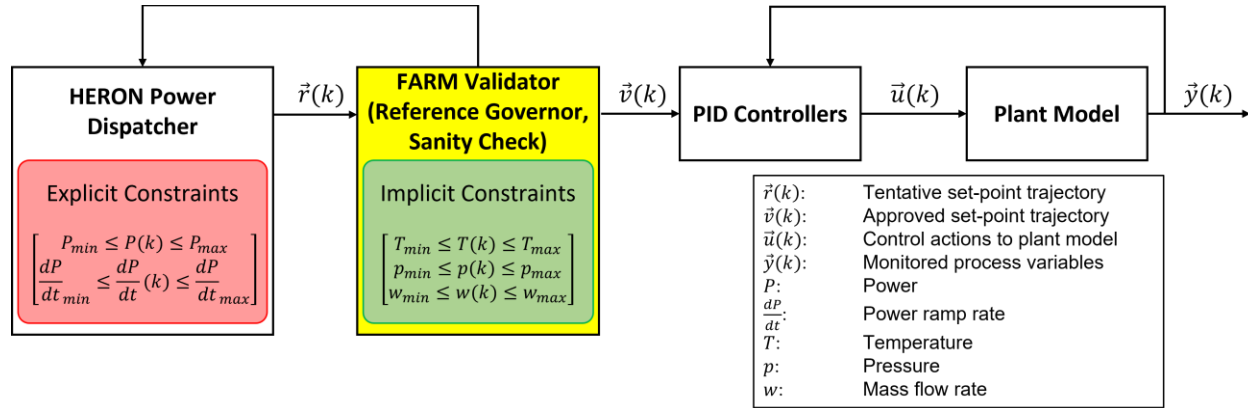 HERON Power
Dispatcher
Explicit Constraints
[P_min ≤ P(k) ≤ P_max
dP/dt_min ≤ dP/dt(k) ≤ dP/dt_max]
r⃗(k)
FARM Validator
(Reference Governor,
Sanity Check)
Implicit Constraints
[T_min ≤ T(k) ≤ T_max
p_min ≤ p(k) ≤ p_max
w_min ≤ w(k) ≤ w_max]
v⃗(k)
PID Controllers
u⃗(k)
Plant Model
y⃗(k)
r⃗(k): Tentative set-point trajectory
v⃗(k): Approved set-point trajectory
u⃗(k): Control actions to plant model
y⃗(k): Monitored process variables
P: Power
dP/dt: Power ramp rate
T: Temperature
p: Pressure
w: Mass flow rate